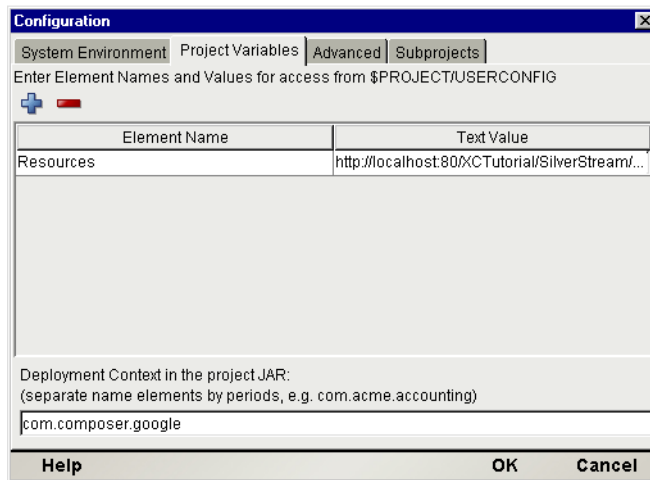 Configuration
System Environment Project Variables Advanced Subprojects
Enter Element Names and Values for access from $PROJECT/USERCONFIG
Element Name Text Value
Resources http://localhost:80/XCTutorial/SilverStream/...
Deployment Context in the project JAR:
(separate name elements by periods, e.g. com.acme.accounting)
com.composer.google
Help OK Cancel